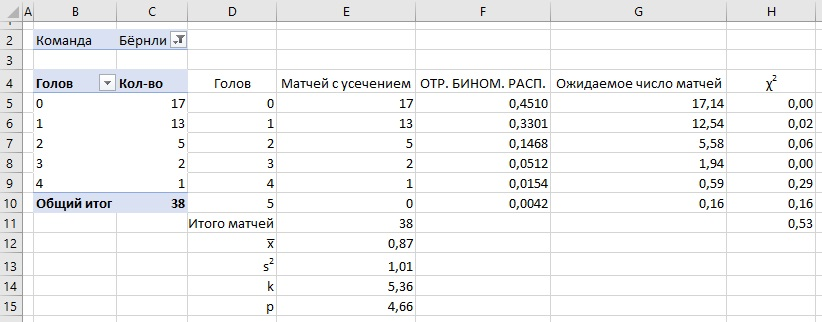 A B C D E F G H
2 Команда Бёрнли
3
4 Голов Кол-во Голов Матчей с усечением ОТР. БИНОМ. РАСП. Ожидаемое число матчей χ²
5 0 17 0 17 0,4510 17,14 0,00
6 1 13 1 13 0,3301 12,54 0,02
7 2 5 2 5 0,1468 5,58 0,06
8 3 2 3 2 0,0512 1,94 0,00
9 4 1 4 1 0,0154 0,59 0,29
10 Общий итог 38 5 0 0,0042 0,16 0,16
11 Итого матчей 38 0,53
12 x̅ 0,87
13 s² 1,01
14 k 5,36
15 p 4,66